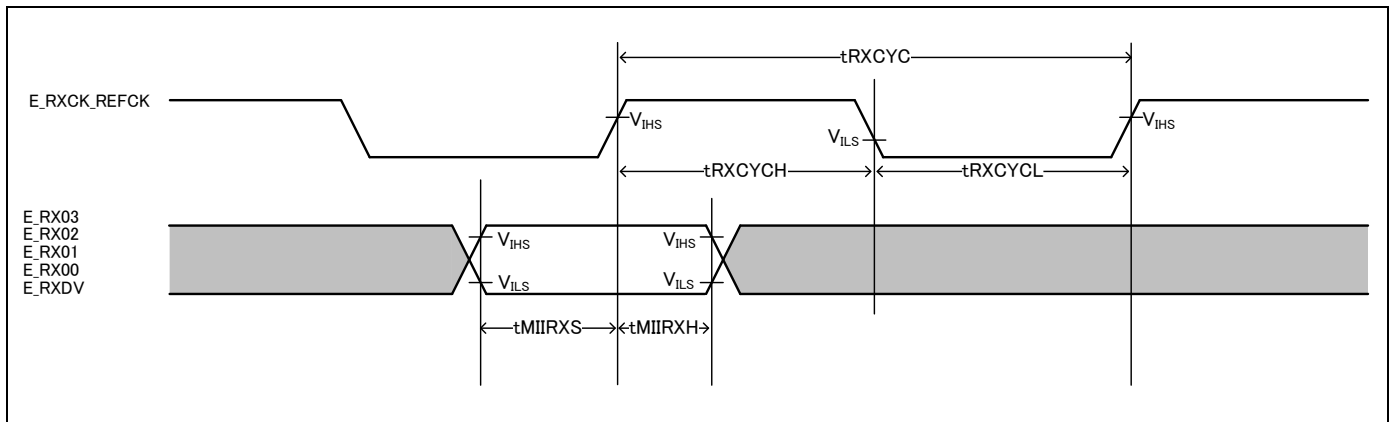 tRXCYC
E_RXCK_REFCK
VIHS
VILS
VIHS
tRXCYCH
tRXCYCL
E_RX03
E_RX02
E_RX01
E_RX00
E_RXDV
VIHS
VIHS
VILS
VILS
tMIIRXS
tMIIRXH